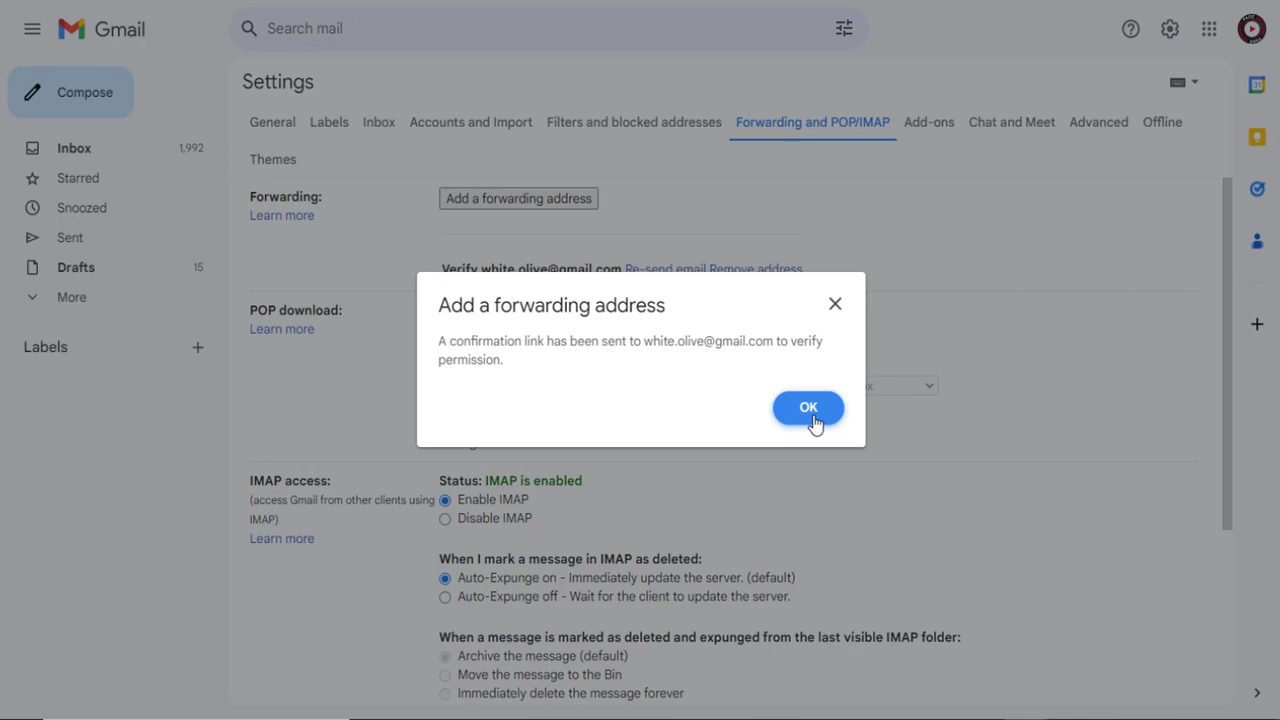 Gmail
Search mail
Compose
Inbox 1,992
Starred
Snoozed
Sent
Drafts 15
More
Labels
Settings
General Labels Inbox Accounts and Import Filters and blocked addresses Forwarding and POP/IMAP Add-ons Chat and Meet Advanced Offline
Themes
Forwarding:
Learn more
Add a forwarding address
Verify white.olive@gmail.com Re-send email Remove address
POP download:
Learn more
Add a forwarding address
A confirmation link has been sent to white.olive@gmail.com to verify
permission.
OK
IMAP access:
(access Gmail from other clients using
IMAP)
Learn more
Status: IMAP is enabled
Enable IMAP
Disable IMAP
When I mark a message in IMAP as deleted:
Auto-Expunge on - Immediately update the server. (default)
Auto-Expunge off - Wait for the client to update the server.
When a message is marked as deleted and expunged from the last visible IMAP folder:
Archive the message (default)
Move the message to the Bin
Immediately delete the message forever
31